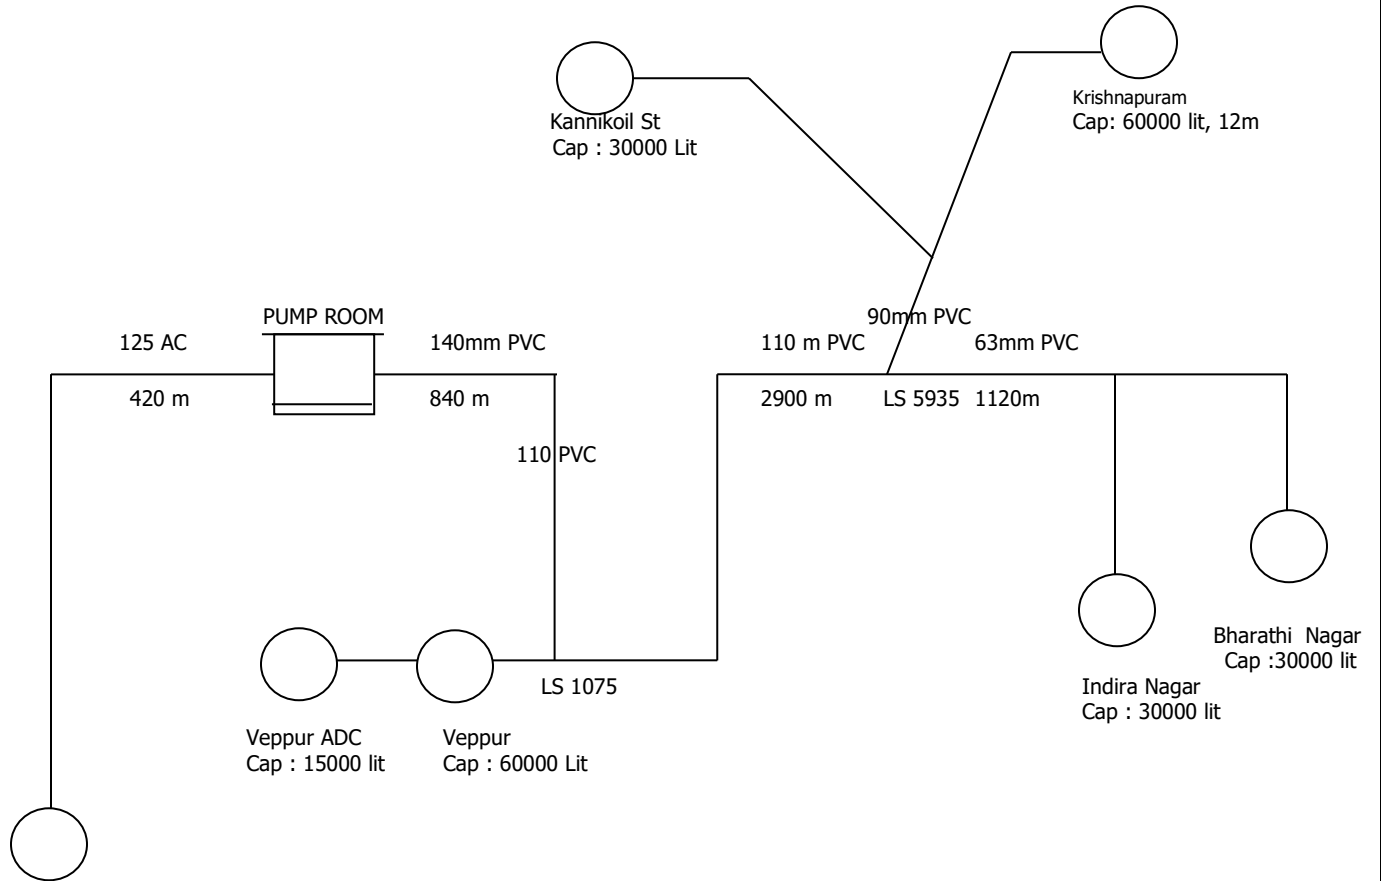 Kannikoil St
Cap : 30000 Lit
Krishnapuram
Cap: 60000 lit, 12m
PUMP ROOM
125 AC
420 m
140mm PVC
840 m
110 PVC
90mm PVC
110 m PVC
63mm PVC
2900 m
LS 5935
1120m
LS 1075
Veppur ADC
Cap : 15000 lit
Veppur
Cap : 60000 Lit
Indira Nagar
Cap : 30000 lit
Bharathi Nagar
Cap :30000 lit